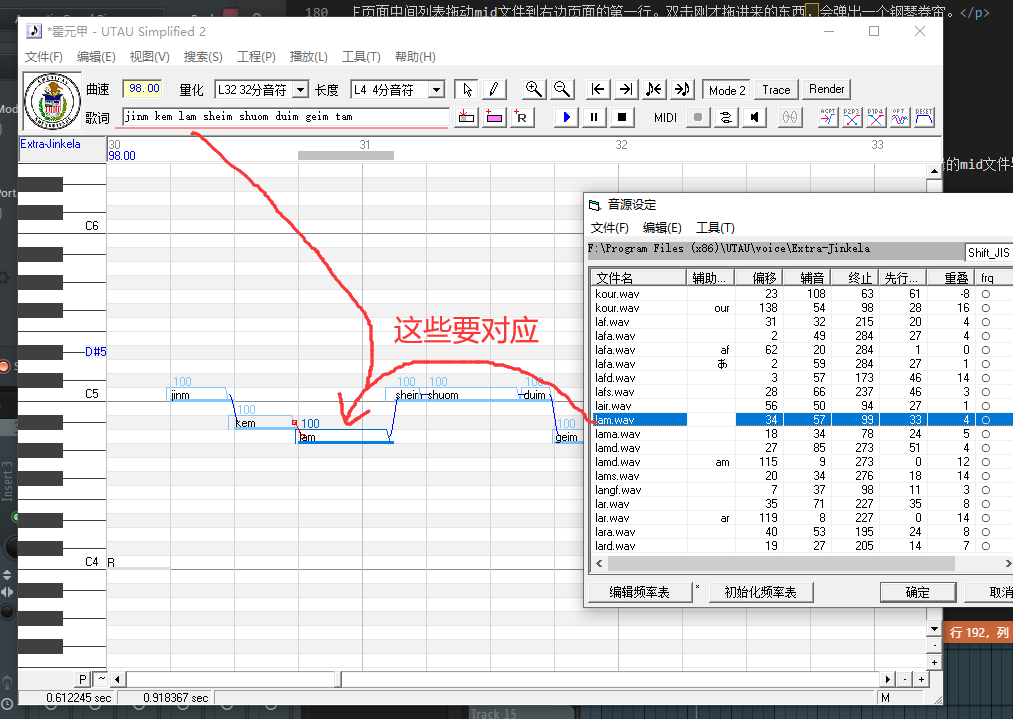 180
E页面中间列表拖动mid文件到右边页面的第一行。双击刚才拖进来的东西，会弹出一个钢琴卷帘。</p>
*霍元甲 - UTAU Simplified 2
文件(F) 编辑(E) 视图(V) 搜索(S) 工程(P) 播放(L) 工具(T) 帮助(H)
曲速 98.00 量化 L32 32分音符 长度 L4 4分音符 Mode 2 Trace Render
歌词 jinm kem lam sheim shuom duim geim tam R MIDI ACPT P2P3 P1P4 OPT RESET
Extra-Jinkela 30 31 32 33
98.00
的mid文件
Port
C6
D#5
C5
C4 R
100 100 100 100 100 100 100
jinm kem lam shein shuom duim geim
这些要对应
音源设定
文件(F) 编辑(E) 工具(T)
F:\Program Files (x86)\UTAU\voice\Extra-Jinkela Shift_JIS
文件名 辅助... 偏移 辅音 终止 先行... 重叠 frq
kour.wav 23 108 63 61 -8 ○
kour.wav our 138 54 98 28 16 ○
laf.wav 31 32 215 20 4 ○
lafa.wav 2 49 284 27 4 ○
lafa.wav af 62 20 284 1 0 ○
lafa.wav あ 2 59 284 27 1 ○
lafd.wav 3 57 173 46 14 ○
lafs.wav 28 66 237 46 3 ○
lair.wav 56 50 94 27 1 ○
lam.wav 34 57 99 33 4 ○
lama.wav 18 34 78 24 5 ○
lamd.wav 27 85 273 51 4 ○
lamd.wav am 115 9 273 0 12 ○
lams.wav 20 34 276 18 14 ○
langf.wav 7 37 98 11 3 ○
lar.wav 35 71 227 35 8 ○
lar.wav ar 119 8 227 0 14 ○
lara.wav 40 53 195 24 8 ○
lard.wav 19 27 205 14 7 ○
编辑频率表 * 初始化频率表 确定 取消
行 192, 列
Insert 3
P ~
0.612245 sec 0.918367 sec M
Track 15